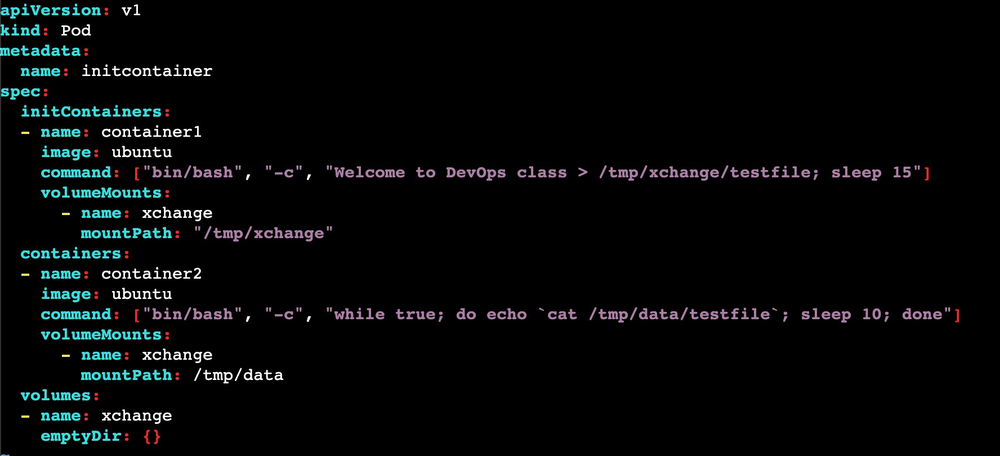 apiVersion: v1
kind: Pod
metadata:
  name: initcontainer
spec:
  initContainers:
  - name: container1
    image: ubuntu
    command: ["bin/bash", "-c", "Welcome to DevOps class > /tmp/xchange/testfile; sleep 15"]
    volumeMounts:
      - name: xchange
        mountPath: "/tmp/xchange"
  containers:
  - name: container2
    image: ubuntu
    command: ["bin/bash", "-c", "while true; do echo `cat /tmp/data/testfile`; sleep 10; done"]
    volumeMounts:
      - name: xchange
        mountPath: /tmp/data
  volumes:
  - name: xchange
    emptyDir: {}
~